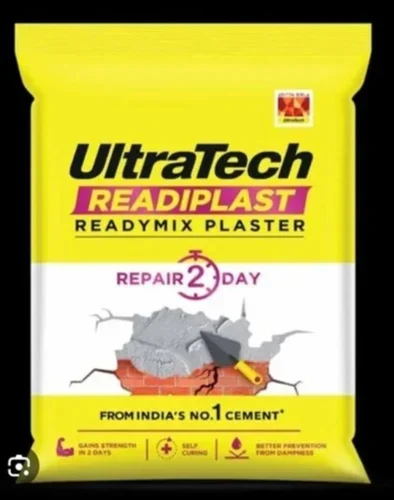 UltraTech
UltraTech
READIPLAST
READYMIX PLASTER
REPAIR 2 DAY
FROM INDIA'S NO.1 CEMENT*
GAINS STRENGTH
IN 2 DAYS
SELF
CURING
BETTER PREVENTION
FROM DAMPNESS